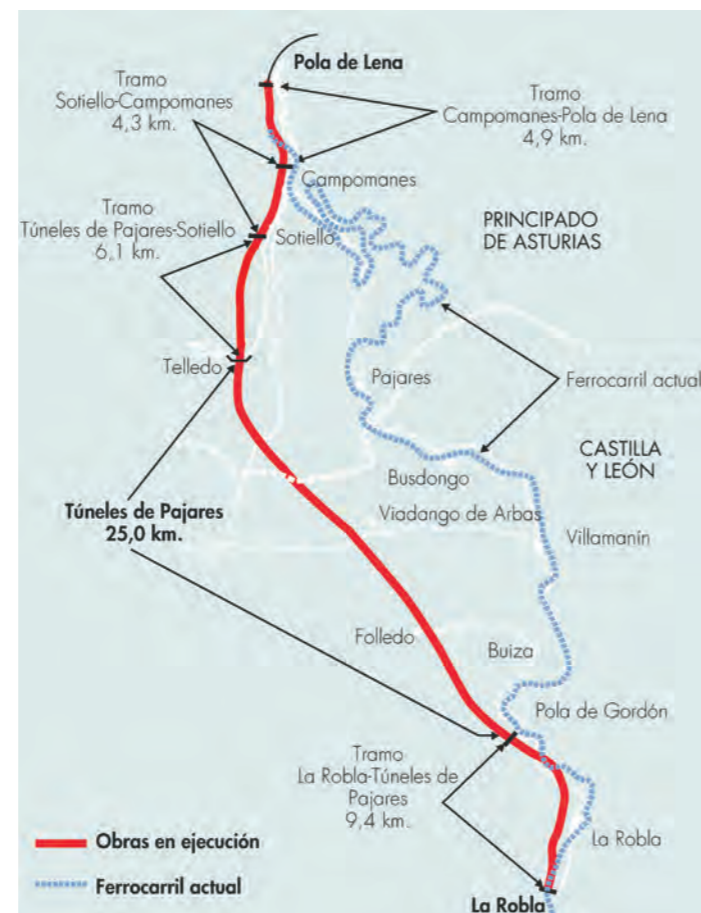 Pola de Lena
Tramo
Sotiello-Campomanes
4,3 km.
Tramo
Campomanes-Pola de Lena
4,9 km.
Campomanes
Tramo
Túneles de Pajares-Sotiello
6,1 km.
PRINCIPADO
DE ASTURIAS
Sotiello
Telledo
Pajares
Ferrocarril actual
CASTILLA
Y LEÓN
Busdongo
Túneles de Pajares
25,0 km.
Viadango de Arbas
Villamanín
Folledo
Buiza
Pola de Gordón
Tramo
La Robla-Túneles de
Pajares
9,4 km.
La Robla
Obras en ejecución
Ferrocarril actual
La Robla